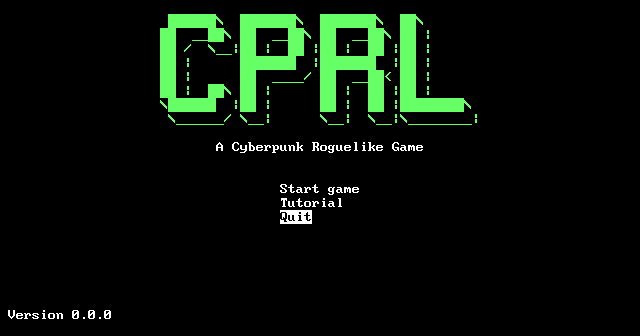 CPRL
A Cyberpunk Roguelike Game
Start game
Tutorial
Quit
Version 0.0.0